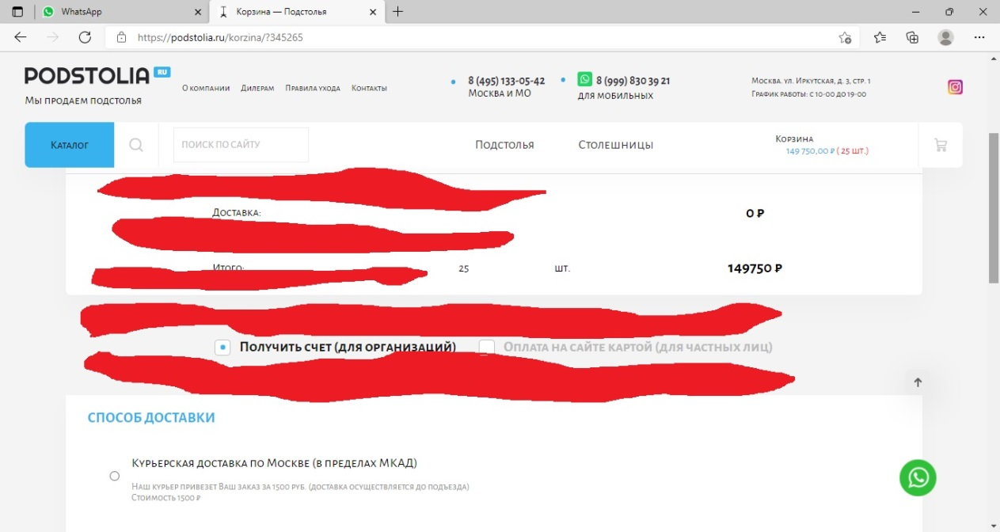 WhatsApp
Корзина — Подстолья
https://podstolia.ru/korzina/?345265
PODSTOLIA RU
Мы продаем подстолья
О компании Дилерам Правила ухода Контакты
8 (495) 133-05-42
Москва и МО
8 (999) 830 39 21
для мобильных
Москва. ул. Иркутская, д. 3, стр. 1
График работы: с 10-00 до 19-00
Каталог
поиск по сайту
Подстолья
Столешницы
Корзина
149 750,00 ₽ ( 25 шт.)
Доставка: 0 ₽
Итого: 25 шт. 149750 ₽
Получить счет (для организаций) Оплата на сайте картой (для частных лиц)
СПОСОБ ДОСТАВКИ
Курьерская доставка по Москве (в пределах МКАД)
Наш курьер привезет Ваш заказ за 1500 руб. (доставка осуществляется до подъезда)
Стоимость 1500 ₽